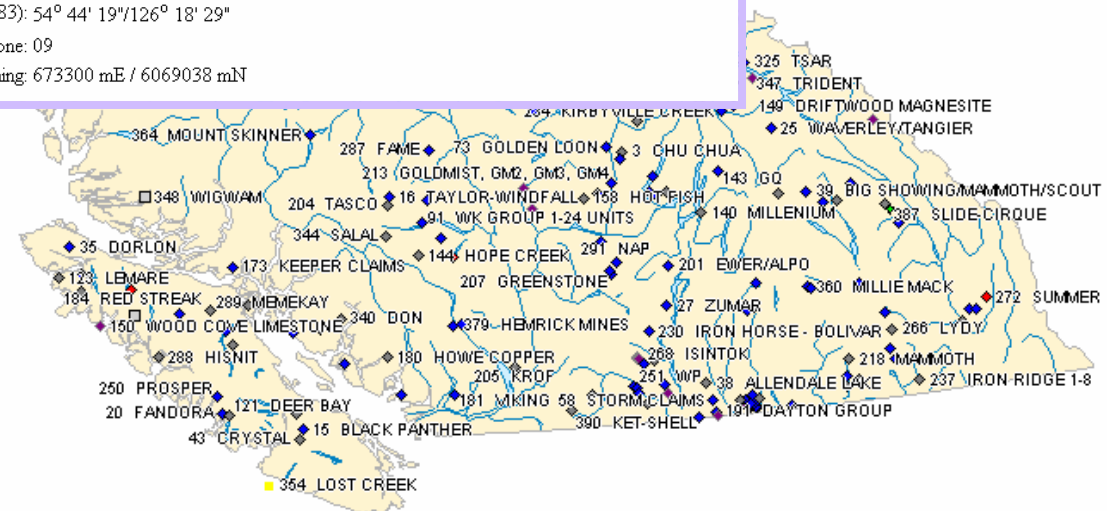 83): 54° 44' 19"/126° 18' 29"
one: 09
ing: 673300 mE / 6069038 mN
325 TSAR
347 TRIDENT
149 DRIFTWOOD MAGNESITE
KIRBYVILLE CREEK
25 WAVERLEY/TANGIER
364 MOUNT SKINNER
287 FAME
73 GOLDEN LOON
3 CHU CHUA
213 GOLDMIST, GM2, GM3, GM4
143 GQ
348 WIGWAM
204 TASCO
16 TAYLOR-WINDFALL
158 HOT FISH
39 BIG SHOWING/MAMMOTH/SCOUT
91 WK GROUP 1-24 UNITS
140 MILLENIUM
387 SLIDE CIRQUE
344 SALAL
35 DORLON
144 HOPE CREEK
291 NAP
173 KEEPER CLAIMS
201 EWER/ALPO
123 LEMARE
207 GREENSTONE
360 MILLIE MACK
184 RED STREAK
289 MEMEKAY
27 ZUMAR
272 SUMMER
150 WOOD COVE LIMESTONE
340 DON
379 HEMRICK MINES
230 IRON HORSE - BOLIVAR
266 LYDY
288 HISNIT
180 HOWE COPPER
268 ISINTOK
218 MAMMOTH
205 KROF
251 WP
38 ALLENDALE LAKE
237 IRON RIDGE 1-8
250 PROSPER
181 VIKING
58 STORM CLAIMS
121 DEER BAY
191 DAYTON GROUP
20 FANDORA
390 KET-SHELL
15 BLACK PANTHER
43 CRYSTAL
354 LOST CREEK